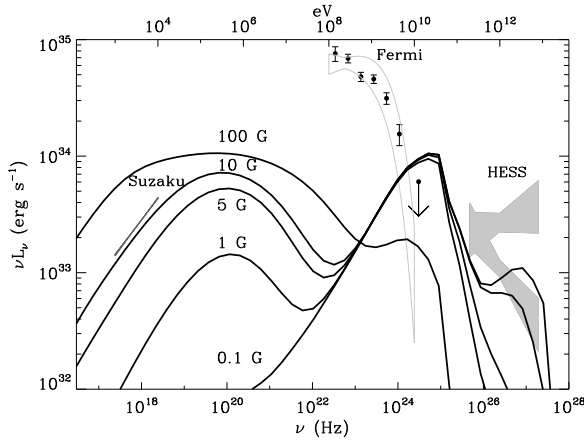 eV
10^4 10^6 10^8 10^10 10^12
10^35
Fermi
100 G
10^34
10 G
HESS
Suzaku
5 G
νL_ν (erg s^-1)
1 G
10^33
0.1 G
10^32
10^18 10^20 10^22 10^24 10^26 10^28
ν (Hz)